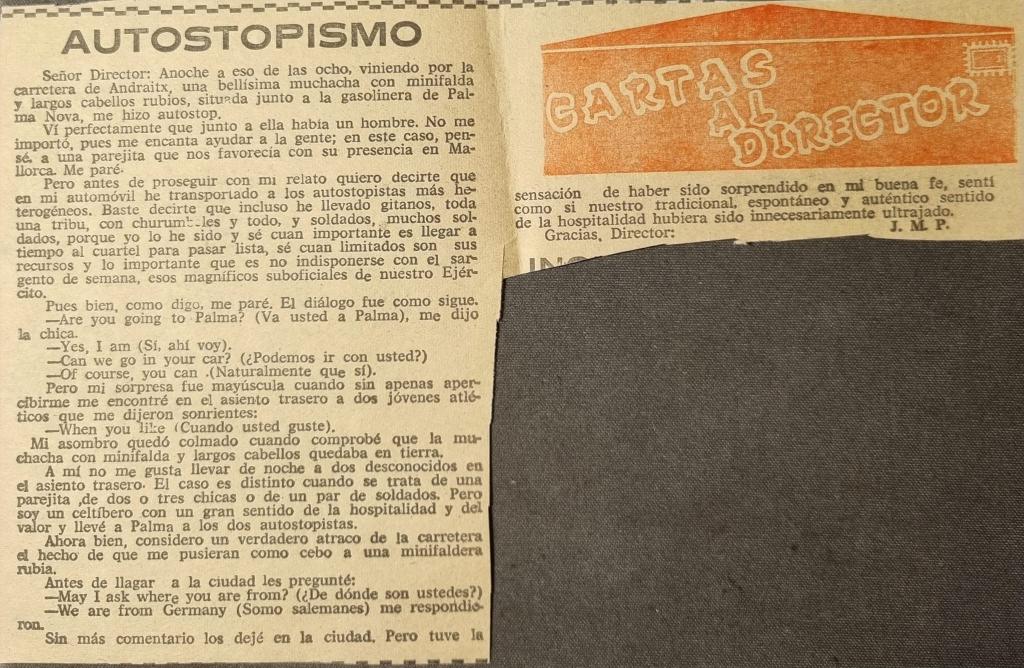 AUTOSTOPISMO
Señor Director: Anoche a eso de las ocho, viniendo por la
carretera de Andraitx, una bellísima muchacha con minifalda
y largos cabellos rubios, situada junto a la gasolinera de Pal-
ma Nova, me hizo autostop.
Ví perfectamente que junto a ella había un hombre. No me
importó, pues me encanta ayudar a la gente; en este caso, pen-
sé. a una parejita que nos favorecía con su presencia en Ma-
llorca. Me paré.
Pero antes de proseguir con mi relato quiero decirte que
en mi automóvil he transportado a los autostopistas más he-
terogéneos. Baste decirte que incluso he llevado gitanos, toda
una tribu, con churumbeles y todo, y soldados, muchos sol-
dados, porque yo lo he sido y sé cuan importante es llegar a
tiempo al cuartel para pasar lista, sé cuan limitados son sus
recursos y lo importante que es no indisponerse con el sar-
gento de semana, esos magníficos suboficiales de nuestro Ejér-
cito.
Pues bien, como digo, me paré. El diálogo fue como sigue.
—Are you going to Palma? (Va usted a Palma), me dijo
la chica.
—Yes, I am (Sí, ahí voy).
—Can we go in your car? (¿Podemos ir con usted?)
—Of course, you can .(Naturalmente que sí).
Pero mi sorpresa fue mayúscula cuando sin apenas aper-
cibirme me encontré en el asiento trasero a dos jóvenes atlé-
ticos que me dijeron sonrientes:
—When you like (Cuando usted guste).
Mi asombro quedó colmado cuando comprobé que la mu-
chacha con minifalda y largos cabellos quedaba en tierra.
A mí no me gusta llevar de noche a dos desconocidos en
el asiento trasero. El caso es distinto cuando se trata de una
parejita ,de dos o tres chicas o de un par de soldados. Pero
soy un celtíbero con un gran sentido de la hospitalidad y del
valor y llevé a Palma a los dos autostopistas.
Ahora bien, considero un verdadero atraco de la carretera
el hecho de que me pusieran como cebo a una minifaldera
rubia.
Antes de llagar a la ciudad les pregunté:
—May I ask where you are from? (¿De dónde son ustedes?)
—We are from Germany (Somo salemanes) me respondie-
ron.
Sin más comentario los dejé en la ciudad. Pero tuve la
CARTAS
AL
DIRECTOR
sensación de haber sido sorprendido en mi buena fe, sentí
como si nuestro tradicional, espontáneo y auténtico sentido
de la hospitalidad hubiera sido innecesariamente ultrajado.
Gracias, Director: J. M. P.